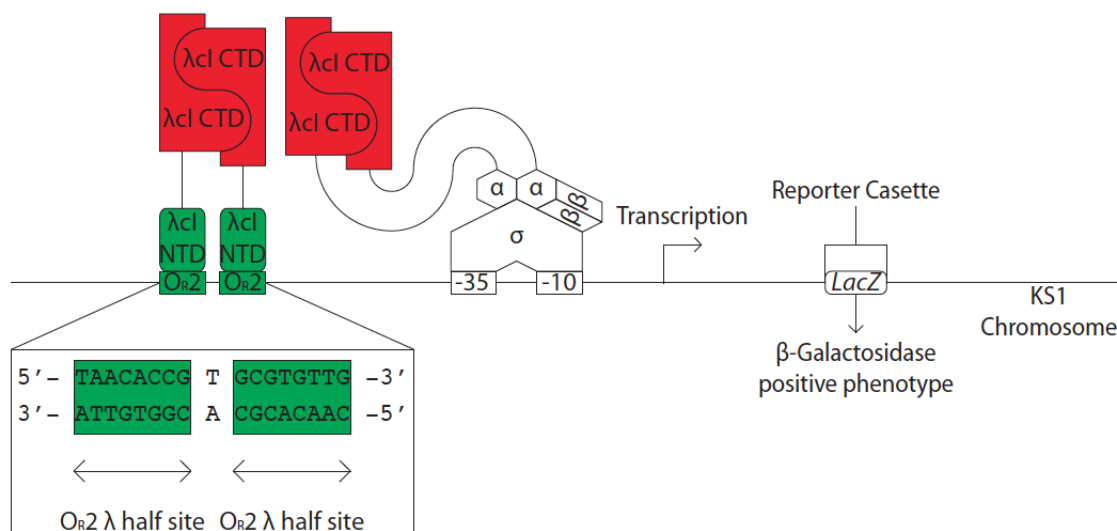 λcI CTD
λcI CTD
λcI CTD
λcI CTD
λcI
NTD
λcI
NTD
OR2
OR2
α
α
β
β
β
β
σ
-35
-10
Transcription
Reporter Casette
LacZ
KS1
Chromosome
β-Galactosidase
positive phenotype
5’- TAACACCG T GCGTGTTG -3’
3’- ATTGTGGC A CGCACAAC -5’
OR2 λ half site OR2 λ half site